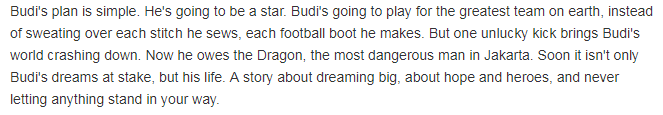 Budi's plan is simple. He's going to be a star. Budi's going to play for the greatest team on earth, instead
of sweating over each stitch he sews, each football boot he makes. But one unlucky kick brings Budi's
world crashing down. Now he owes the Dragon, the most dangerous man in Jakarta. Soon it isn't only
Budi's dreams at stake, but his life. A story about dreaming big, about hope and heroes, and never
letting anything stand in your way.